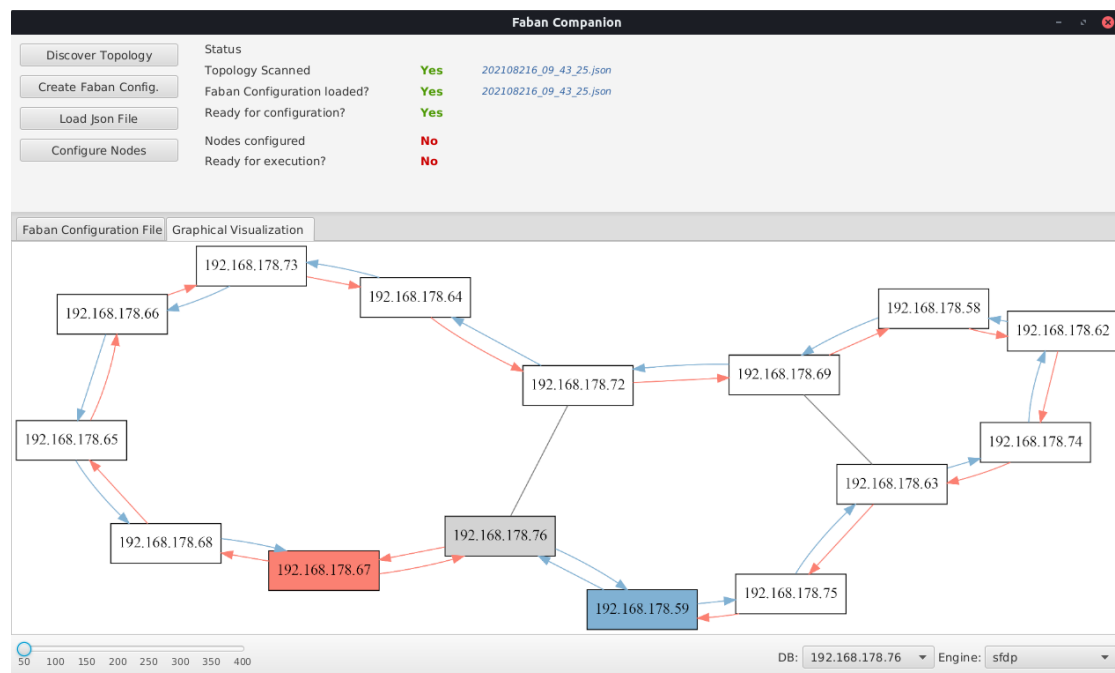 Faban Companion
Discover Topology
Create Faban Config.
Load Json File
Configure Nodes
Status
Topology Scanned Yes 202108216_09_43_25.json
Faban Configuration loaded? Yes 202108216_09_43_25.json
Ready for configuration? Yes
Nodes configured No
Ready for execution? No
Faban Configuration File Graphical Visualization
192.168.178.73
192.168.178.64
192.168.178.66
192.168.178.58
192.168.178.62
192.168.178.72
192.168.178.69
192.168.178.65
192.168.178.74
192.168.178.63
192.168.178.68
192.168.178.76
192.168.178.67
192.168.178.59
192.168.178.75
50 100 150 200 250 300 350 400
DB: 192.168.178.76 Engine: sfdp